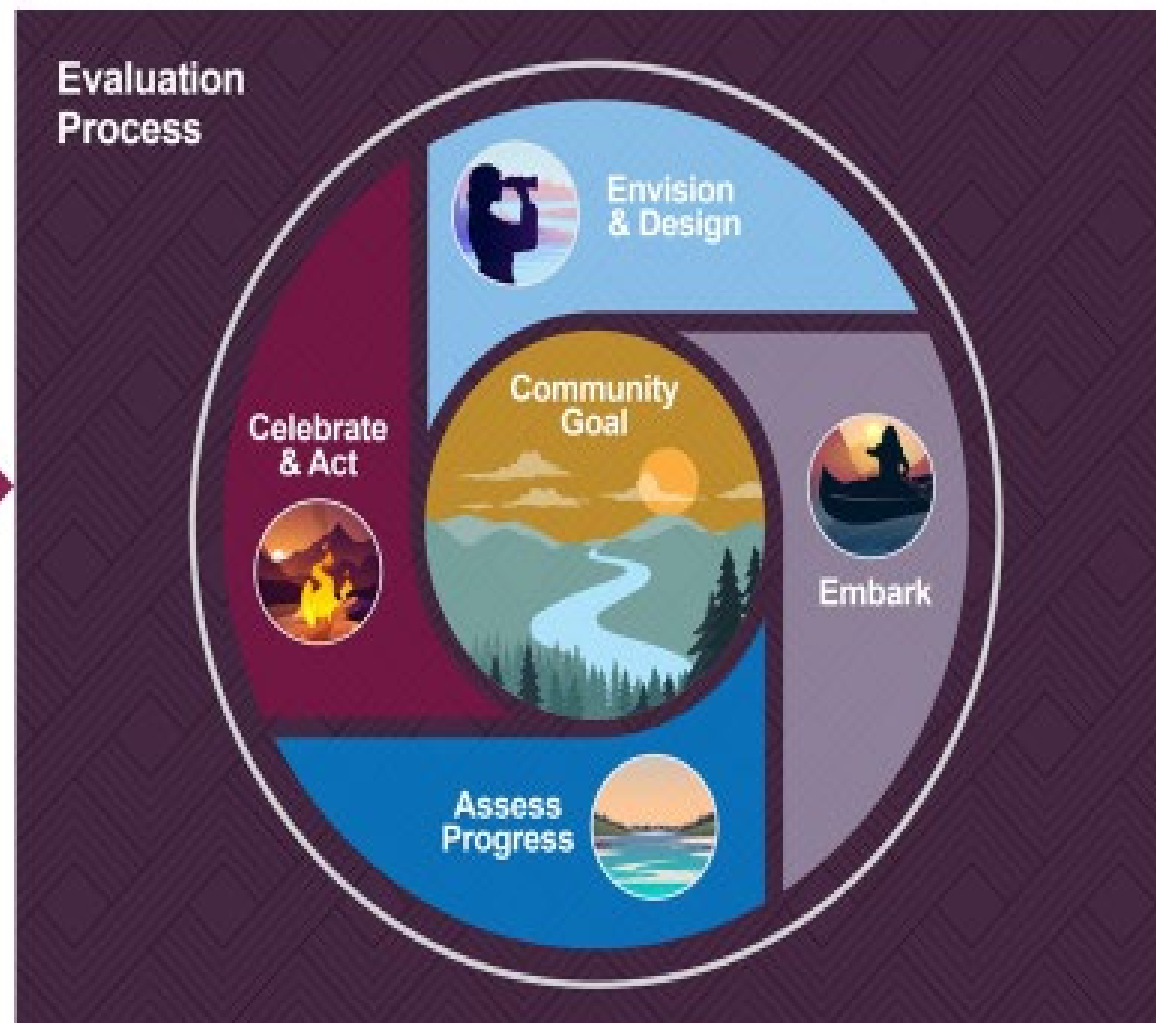 Evaluation
Process
Envision
& Design
Community
Goal
Celebrate
& Act
Embark
Assess
Progress